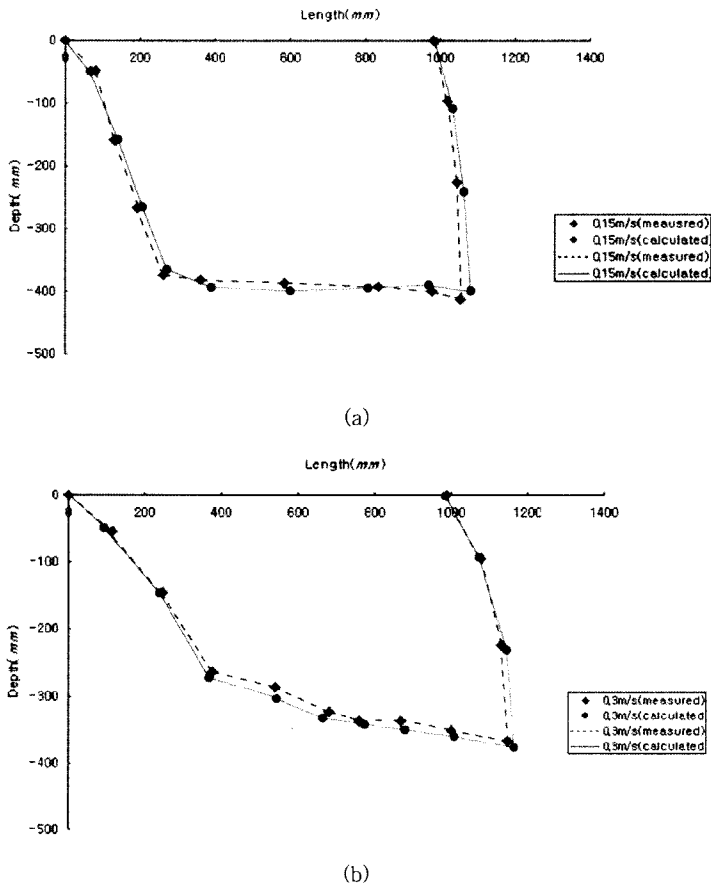 Length(mm)
0
0 200 400 600 800 1000 1200 1400
-100
-200
-300
-400
-500
Depth( mm)
0,15m/s(meausred)
0,15m/s(calculated)
0,15m/s(measured)
0,15m/s(calculated)
(a)
Length(mm)
0
0 200 400 600 800 1000 1200 1400
-100
-200
-300
-400
-500
Depth( mm)
0,3m/s(measured)
0,3m/s(calculated)
0,3m/s(measured)
0,3m/s(calculated)
(b)